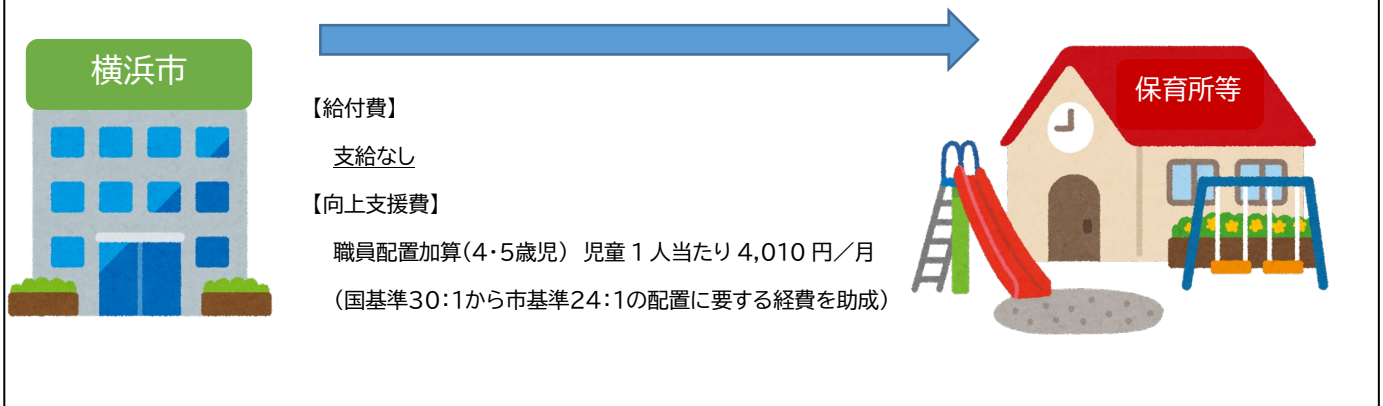 横浜市
保育所等
【給付費】
支給なし
【向上支援費】
職員配置加算(4・5歳児) 児童1人当たり 4,010 円／月
(国基準30：1から市基準24：1の配置に要する経費を助成)